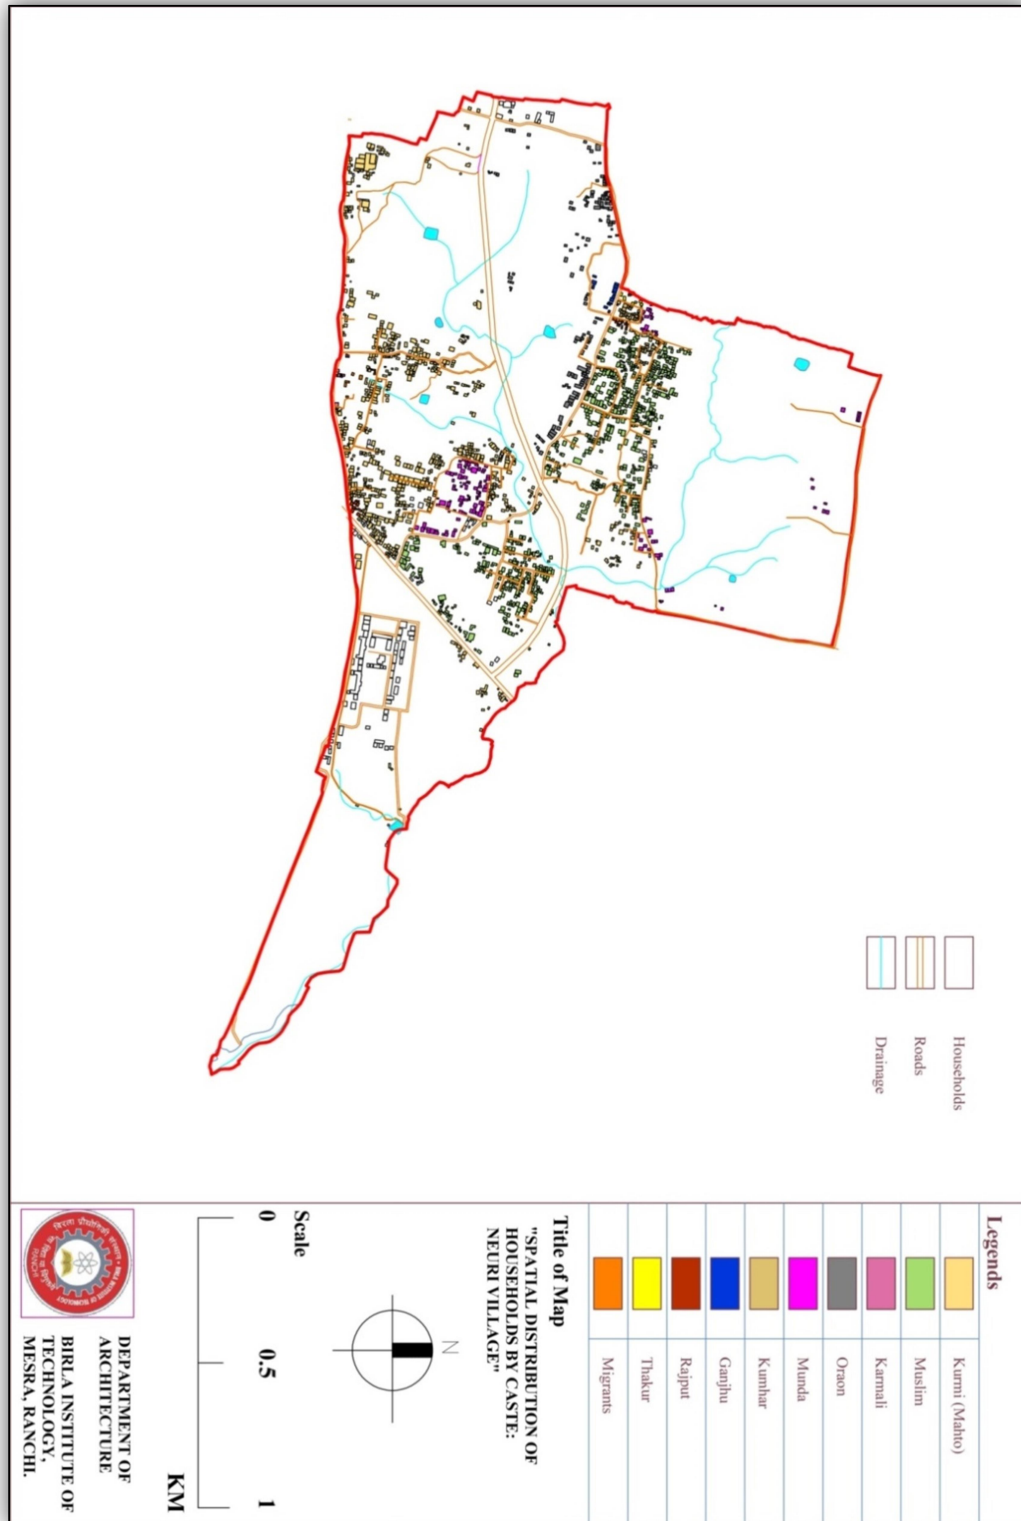 Households
Roads
Drainage
Legends
Kurmi (Mahto)
Muslim
Karmali
Oraon
Munda
Kumhar
Ganjhu
Rajput
Thakur
Migrants
Title of Map
"SPATIAL DISTRIBUTION OF
HOUSEHOLDS BY CASTE:
NEURI VILLAGE"
N
Scale
0 0.5 1
KM
DEPARTMENT OF
ARCHITECTURE
BIRLA INSTITUTE OF
TECHNOLOGY,
MESRA, RANCHI.